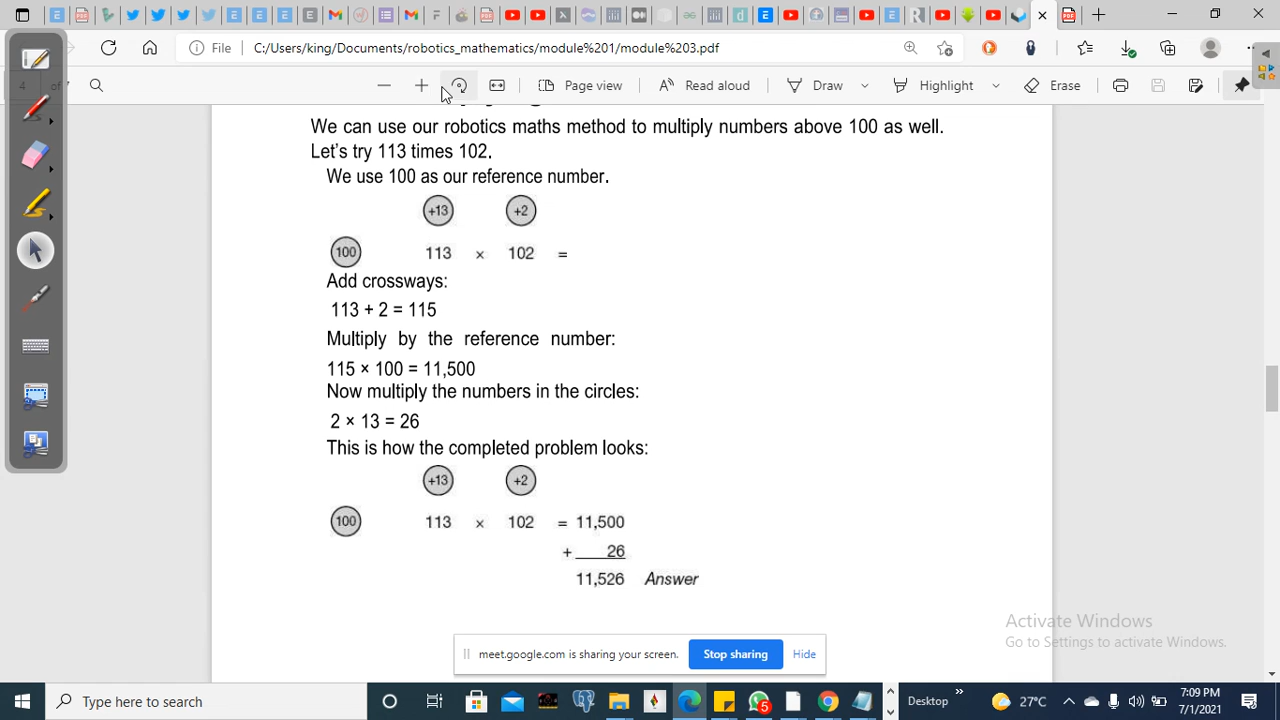 File
C:/Users/king/Documents/robotics_mathematics/module%201/module%203.pdf
4 of 7
Page view
Read aloud
Draw
Highlight
Erase
We can use our robotics maths method to multiply numbers above 100 as well.
Let's try 113 times 102.
We use 100 as our reference number.
+13 +2
100 113 × 102 =
Add crossways:
113 + 2 = 115
Multiply by the reference number:
115 × 100 = 11,500
Now multiply the numbers in the circles:
2 × 13 = 26
This is how the completed problem looks:
+13 +2
100 113 × 102 = 11,500
+ 26
11,526 Answer
Activate Windows
Go to Settings to activate Windows.
meet.google.com is sharing your screen.
Stop sharing
Hide
Type here to search
5
Desktop
27°C
7:09 PM
7/1/2021